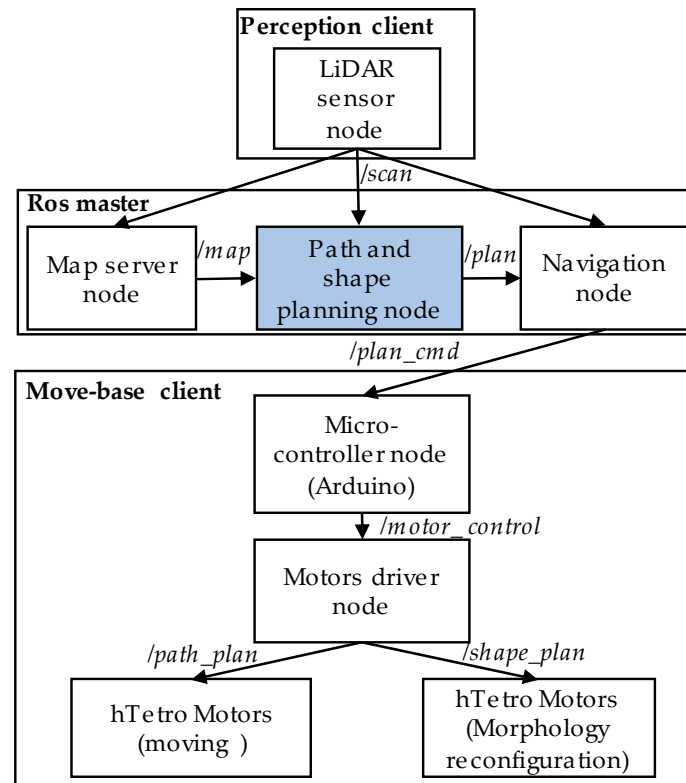 Perception client
LiDAR
sensor
node
/scan
Ros master
Map server
node
/map
Path and
shape
planning node
/plan
Navigation
node
/plan_cmd
Move-base client
Micro-
controller node
(Arduino)
/motor_control
Motors driver
node
/path_plan
/shape_plan
hTetro Motors
(moving )
hTetro Motors
(Morphology
reconfiguration)